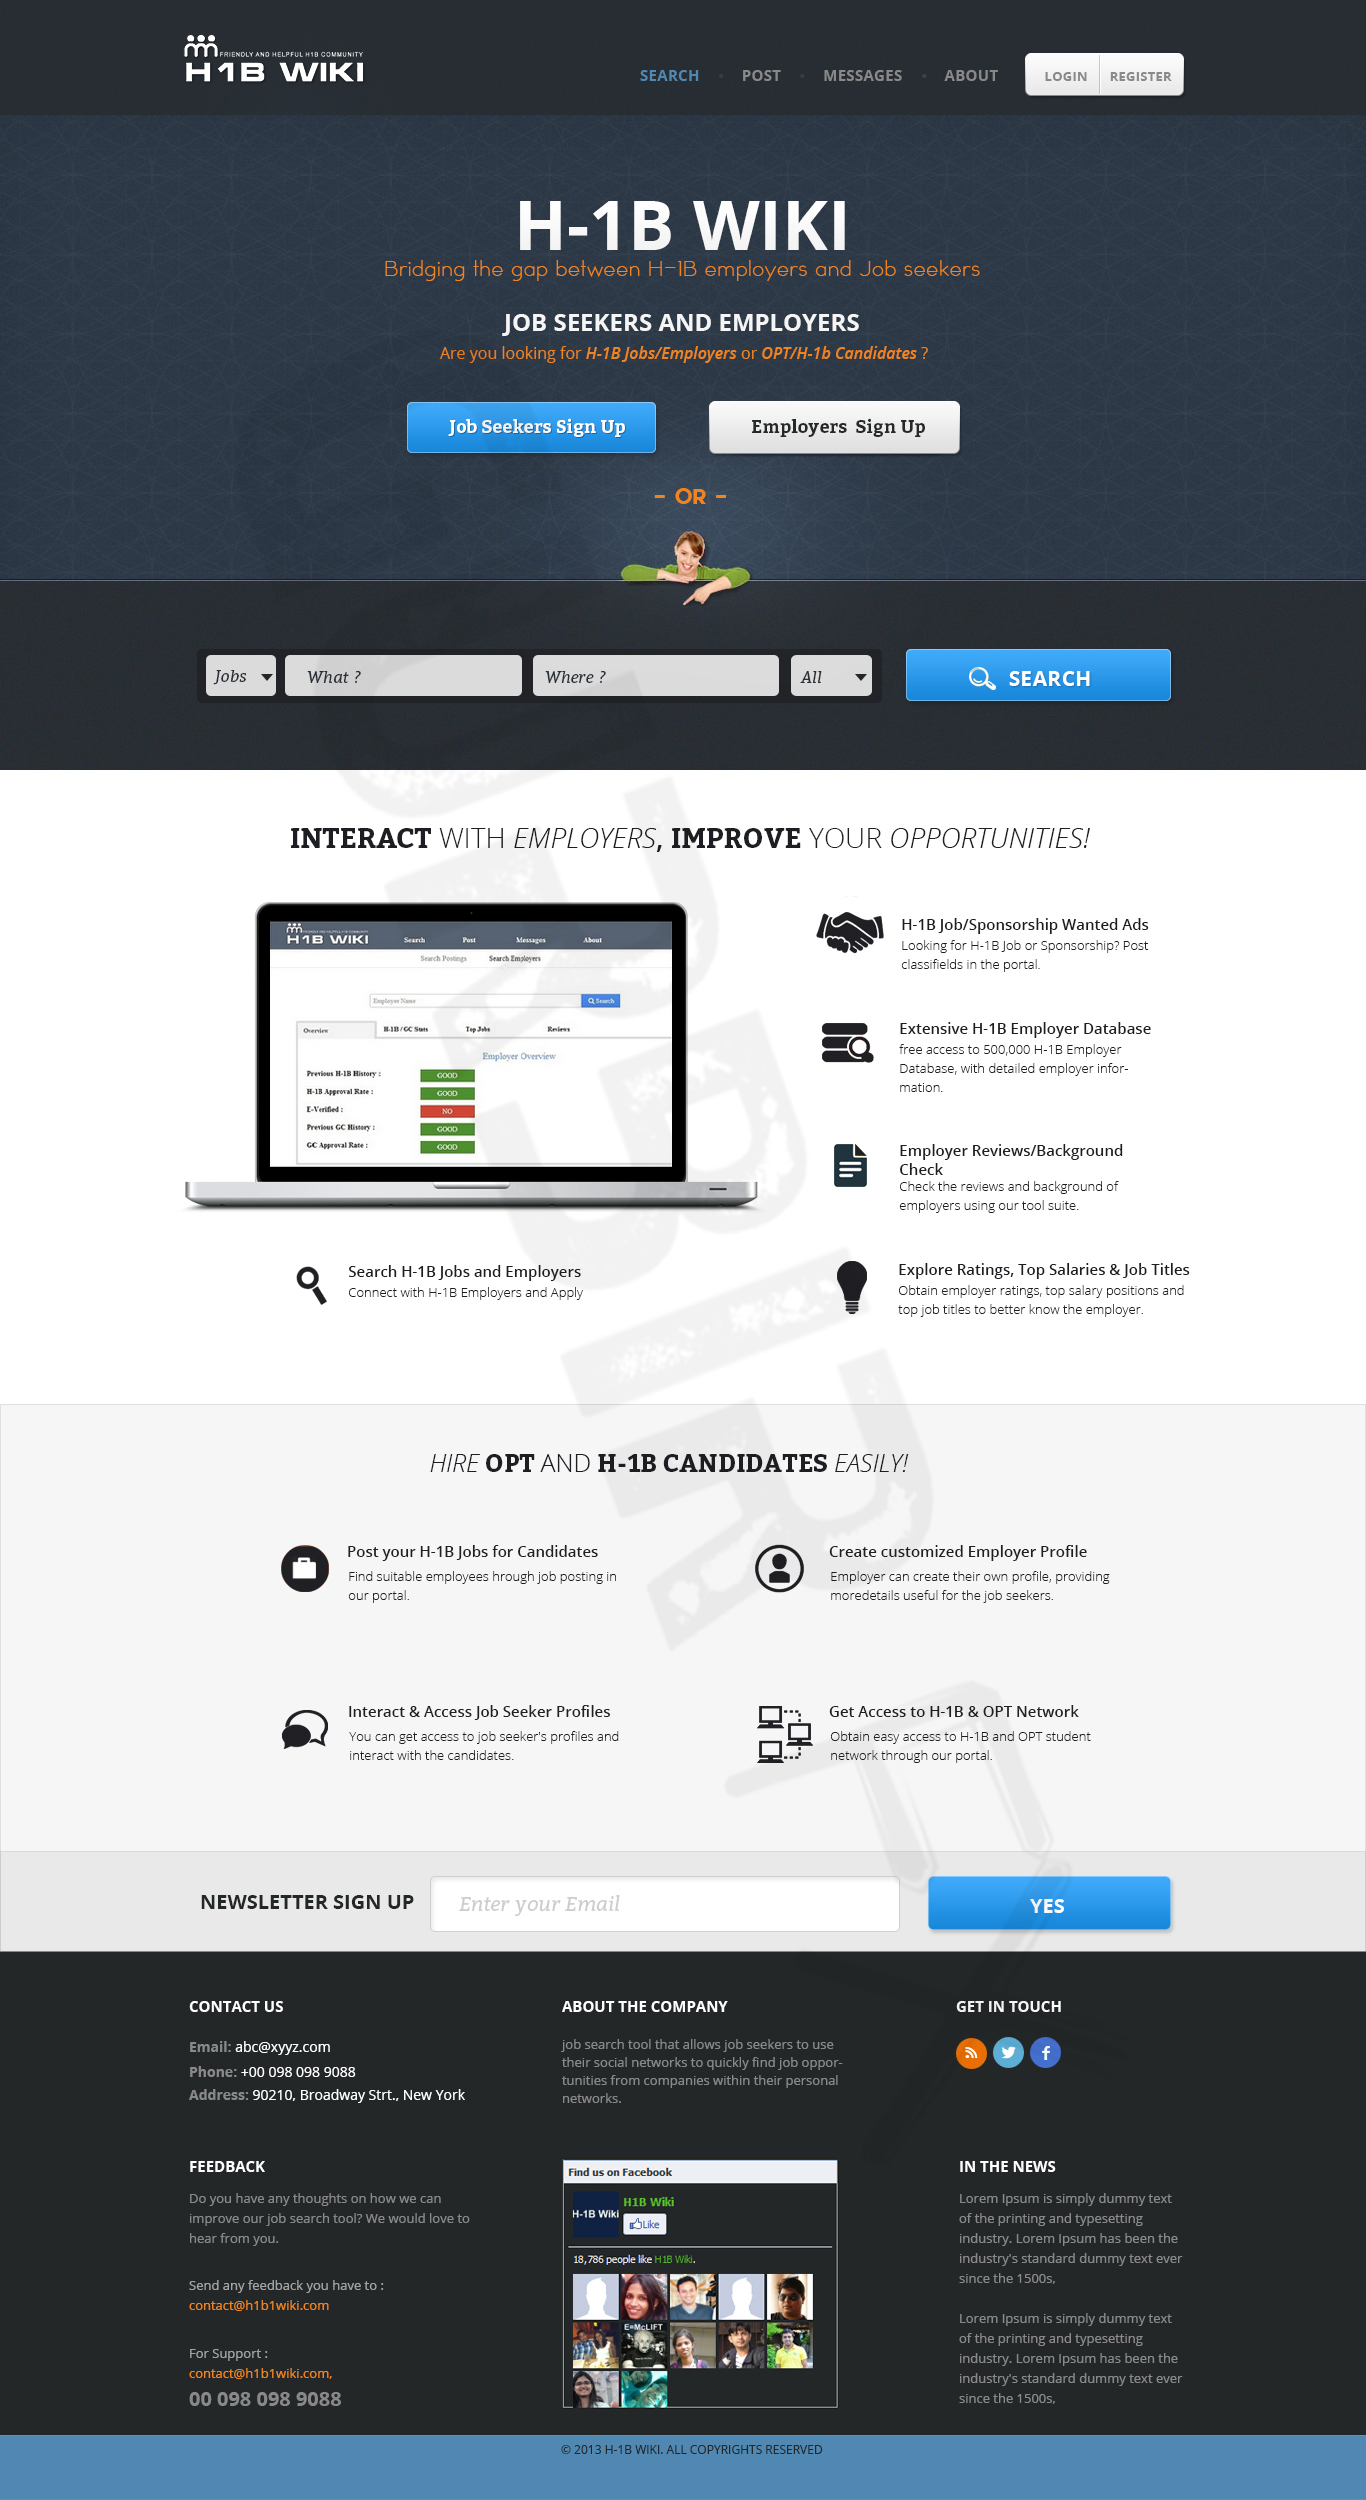 FRIENDLY AND HELPFUL H1B COMMUNITY
H1B WIKI
SEARCH POST MESSAGES ABOUT LOGIN REGISTER
H-1B WIKI
Bridging the gap between H-1B employers and Job seekers
JOB SEEKERS AND EMPLOYERS
Are you looking for H-1B Jobs/Employers or OPT/H-1b Candidates ?
Job Seekers Sign Up
Employers Sign Up
- OR -
Jobs What ? Where ? All SEARCH
INTERACT WITH EMPLOYERS, IMPROVE YOUR OPPORTUNITIES!
H1B WIKI
Search Post Messages About
Search Postings Search Employers
Employer Name Search
Overview H-1B / GC Stats Top Jobs Reviews
Employer Overview
Previous H-1B History : GOOD
H-1B Approval Rate : GOOD
E-Verified : NO
Previous GC History : GOOD
GC Approval Rate : GOOD
Search H-1B Jobs and Employers
Connect with H-1B Employers and Apply
H-1B Job/Sponsorship Wanted Ads
Looking for H-1B Job or Sponsorship? Post
classifields in the portal.
Extensive H-1B Employer Database
free access to 500,000 H-1B Employer
Database, with detailed employer infor-
mation.
Employer Reviews/Background
Check
Check the reviews and background of
employers using our tool suite.
Explore Ratings, Top Salaries & Job Titles
Obtain employer ratings, top salary positions and
top job titles to better know the employer.
HIRE OPT AND H-1B CANDIDATES EASILY!
Post your H-1B Jobs for Candidates
Find suitable employees hrough job posting in
our portal.
Create customized Employer Profile
Employer can create their own profile, providing
moredetails useful for the job seekers.
Interact & Access Job Seeker Profiles
You can get access to job seeker's profiles and
interact with the candidates.
Get Access to H-1B & OPT Network
Obtain easy access to H-1B and OPT student
network through our portal.
NEWSLETTER SIGN UP Enter your Email YES
CONTACT US
Email: abc@xyyz.com
Phone: +00 098 098 9088
Address: 90210, Broadway Strt., New York
ABOUT THE COMPANY
job search tool that allows job seekers to use
their social networks to quickly find job oppor-
tunities from companies within their personal
networks.
GET IN TOUCH
FEEDBACK
Do you have any thoughts on how we can
improve our job search tool? We would love to
hear from you.
Send any feedback you have to :
contact@h1b1wiki.com
For Support :
contact@h1b1wiki.com,
00 098 098 9088
Find us on Facebook
H-1B Wiki
H1B Wiki
Like
18,786 people like H1B Wiki.
E=McLIFT
IN THE NEWS
Lorem Ipsum is simply dummy text
of the printing and typesetting
industry. Lorem Ipsum has been the
industry's standard dummy text ever
since the 1500s,
Lorem Ipsum is simply dummy text
of the printing and typesetting
industry. Lorem Ipsum has been the
industry's standard dummy text ever
since the 1500s,
© 2013 H-1B WIKI. ALL COPYRIGHTS RESERVED